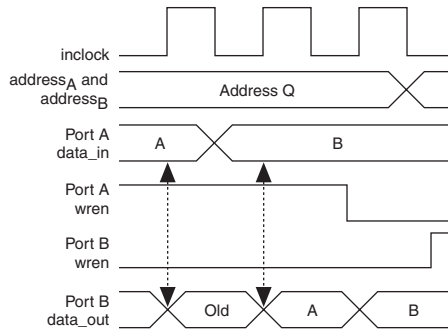 inclock
addressA and
addressB
Address Q
Port A
data_in
A
B
Port A
wren
Port B
wren
Port B
data_out
Old
A
B